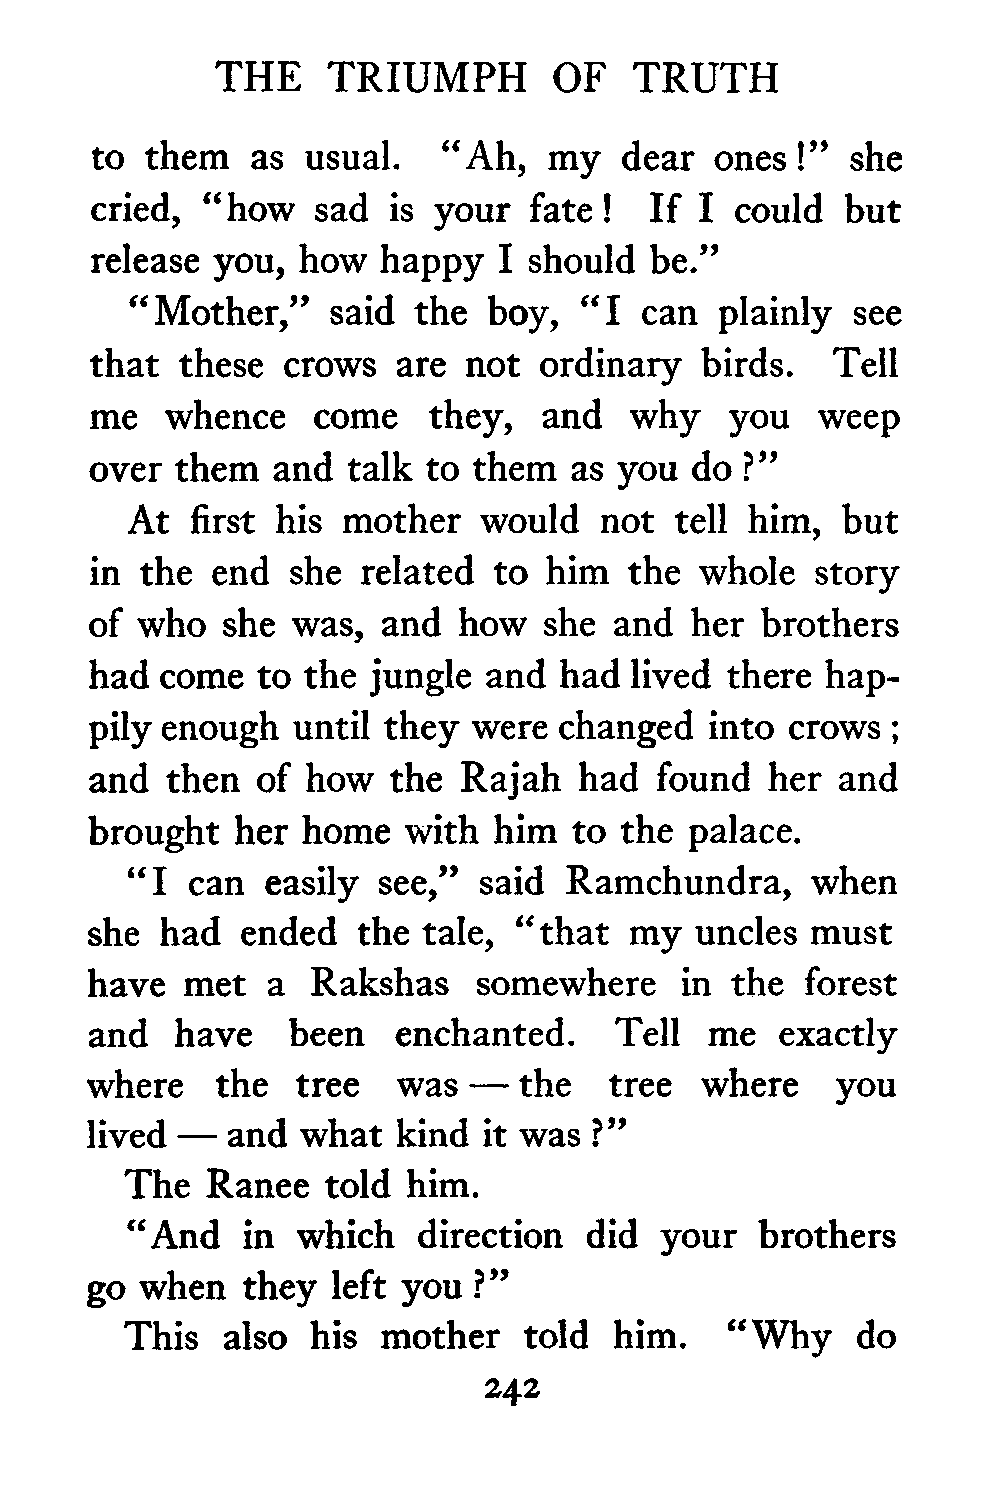 THE TRIUMPH OF TRUTH
to them as usual. “Ah, my dear ones!” she
cried, “how sad is your fate! If I could but
release you, how happy I should be.”
“Mother,” said the boy, “I can plainly see
that these crows are not ordinary birds. Tell
me whence come they, and why you weep
over them and talk to them as you do?”
At first his mother would not tell him, but
in the end she related to him the whole story
of who she was, and how she and her brothers
had come to the jungle and had lived there hap-
pily enough until they were changed into crows;
and then of how the Rajah had found her and
brought her home with him to the palace.
“I can easily see,” said Ramchundra, when
she had ended the tale, “that my uncles must
have met a Rakshas somewhere in the forest
and have been enchanted. Tell me exactly
where the tree was — the tree where you
lived — and what kind it was?”
The Ranee told him.
“And in which direction did your brothers
go when they left you?”
This also his mother told him. “Why do
242